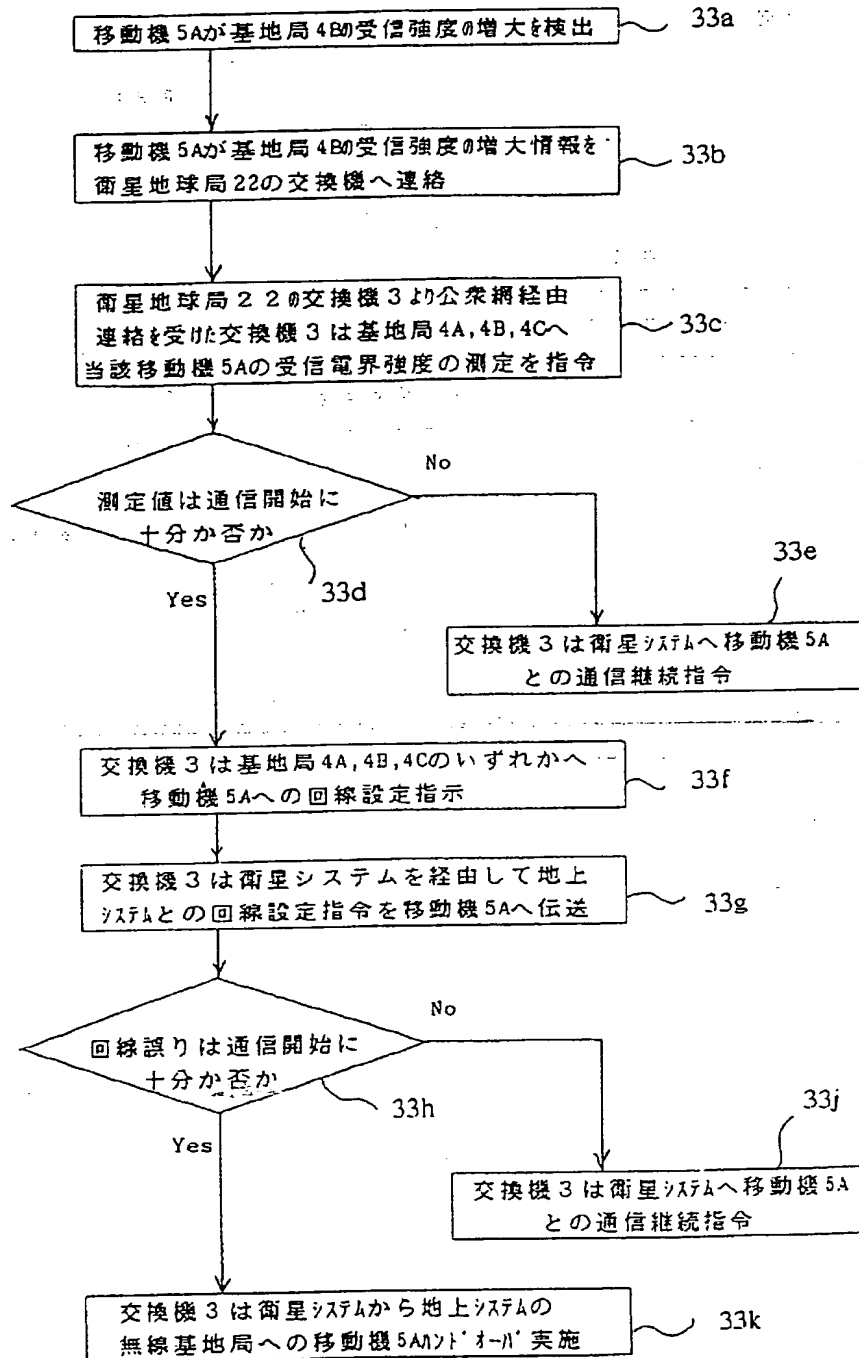 移動機5Aが基地局4Bの受信強度の増大を検出
33a
移動機5Aが基地局4Bの受信強度の増大情報を
衛星地球局22の交換機へ連絡
33b
衛星地球局22の交換機3より公衆網経由
連絡を受けた交換機3は基地局4A,4B,4Cへ
当該移動機5Aの受信電界強度の測定を指令
33c
測定値は通信開始に
十分か否か
33d
No
Yes
33e
交換機3は衛星システムへ移動機5A
との通信継続指令
交換機3は基地局4A,4B,4Cのいずれかへ
移動機5Aへの回線設定指示
33f
交換機3は衛星システムを経由して地上
システムとの回線設定指令を移動機5Aへ伝送
33g
回線誤りは通信開始に
十分か否か
33h
No
Yes
33j
交換機3は衛星システムへ移動機5A
との通信継続指令
交換機3は衛星システムから地上システムの
無線基地局への移動機5Aハンドオーバ実施
33k